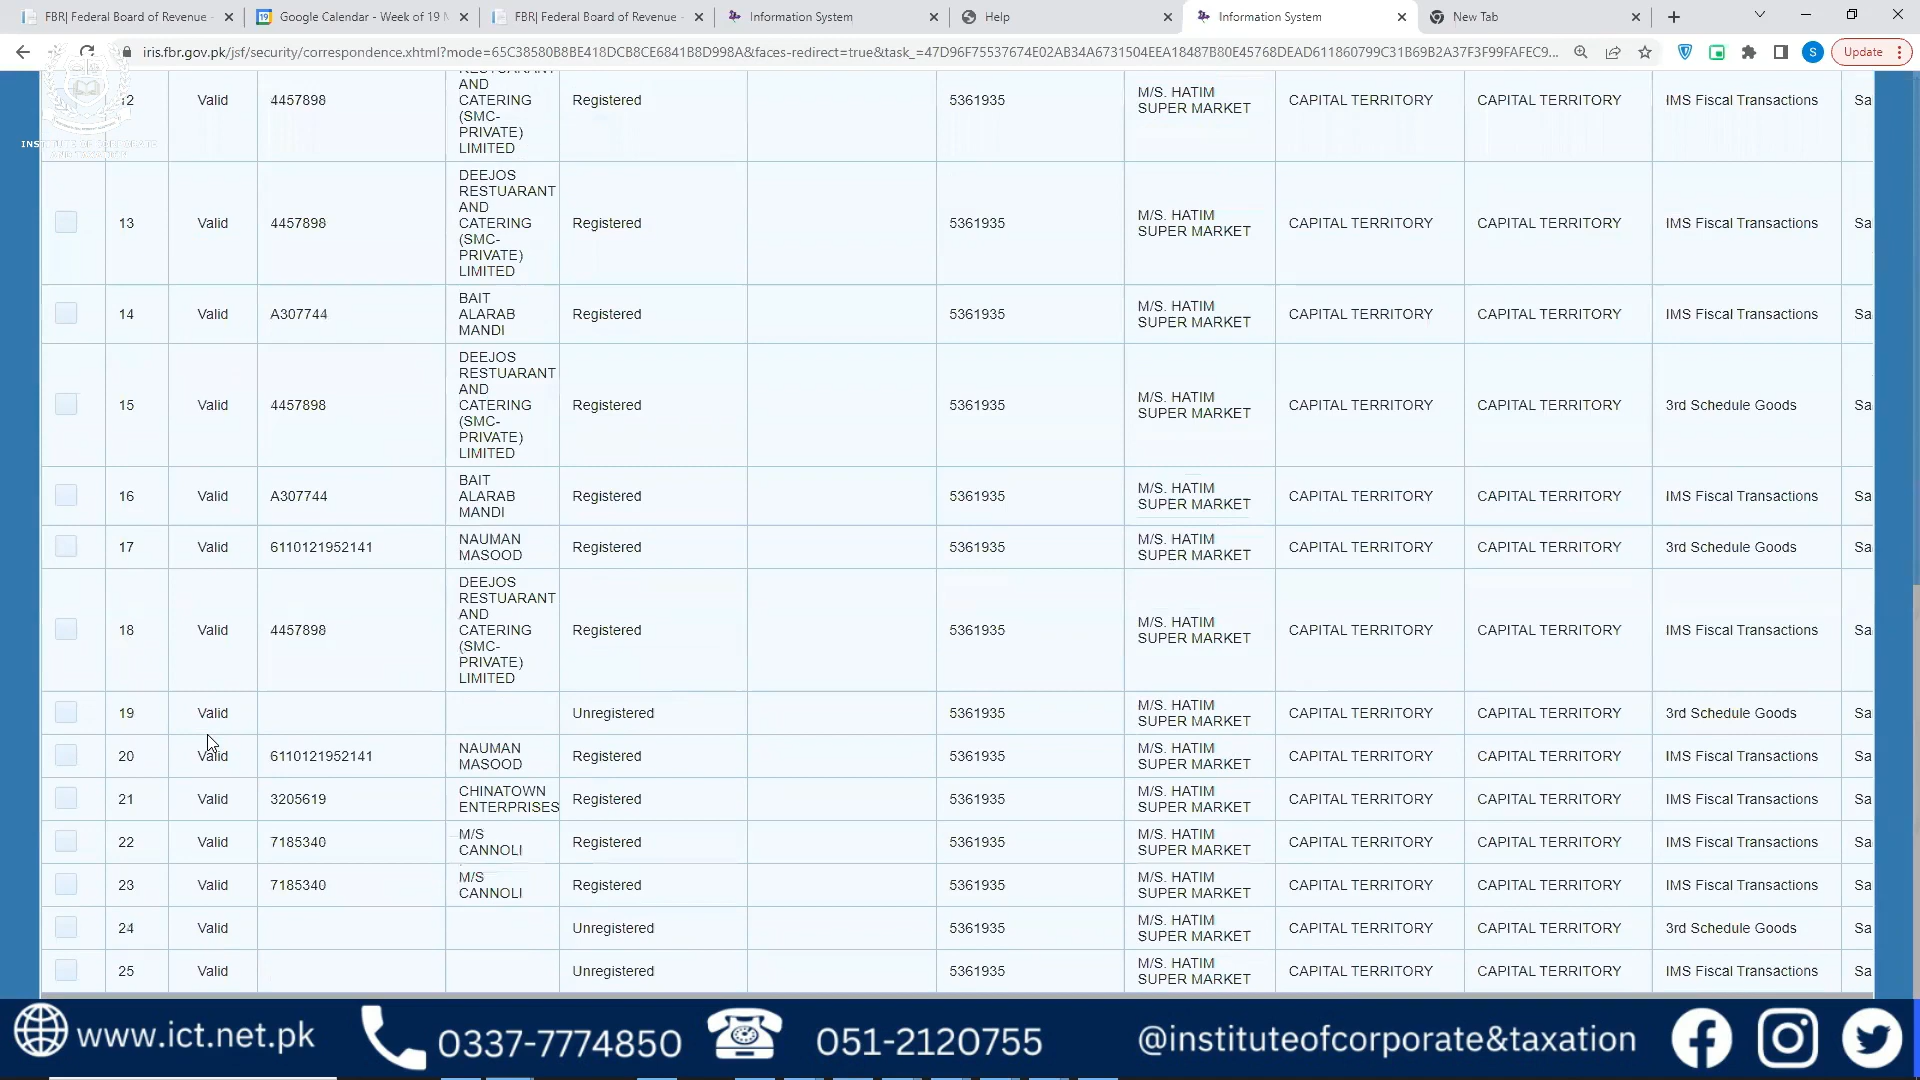 FBR| Federal Board of Revenue
Google Calendar - Week of 19 M
FBR| Federal Board of Revenue
Information System
Help
Information System
New Tab
iris.fbr.gov.pk/jsf/security/correspondence.xhtml?mode=65C38580B8BE418DCB8CE6841B8D998A&faces-redirect=true&task_=47D96F75537674E02AB34A6731504EEA18487B80E45768DEAD611860799C31B69B2A37F3F99FAFEC9...
S
Update
ICT
INSTITUTE OF CORPORATE
AND TAXATION
12 Valid 4457898 RESTUARANT AND CATERING (SMC-PRIVATE) LIMITED Registered 5361935 M/S. HATIM SUPER MARKET CAPITAL TERRITORY CAPITAL TERRITORY IMS Fiscal Transactions Sa
13 Valid 4457898 DEEJOS RESTUARANT AND CATERING (SMC-PRIVATE) LIMITED Registered 5361935 M/S. HATIM SUPER MARKET CAPITAL TERRITORY CAPITAL TERRITORY IMS Fiscal Transactions Sa
14 Valid A307744 BAIT ALARAB MANDI Registered 5361935 M/S. HATIM SUPER MARKET CAPITAL TERRITORY CAPITAL TERRITORY IMS Fiscal Transactions Sa
15 Valid 4457898 DEEJOS RESTUARANT AND CATERING (SMC-PRIVATE) LIMITED Registered 5361935 M/S. HATIM SUPER MARKET CAPITAL TERRITORY CAPITAL TERRITORY 3rd Schedule Goods Sa
16 Valid A307744 BAIT ALARAB MANDI Registered 5361935 M/S. HATIM SUPER MARKET CAPITAL TERRITORY CAPITAL TERRITORY IMS Fiscal Transactions Sa
17 Valid 6110121952141 NAUMAN MASOOD Registered 5361935 M/S. HATIM SUPER MARKET CAPITAL TERRITORY CAPITAL TERRITORY 3rd Schedule Goods Sa
18 Valid 4457898 DEEJOS RESTUARANT AND CATERING (SMC-PRIVATE) LIMITED Registered 5361935 M/S. HATIM SUPER MARKET CAPITAL TERRITORY CAPITAL TERRITORY IMS Fiscal Transactions Sa
19 Valid Unregistered 5361935 M/S. HATIM SUPER MARKET CAPITAL TERRITORY CAPITAL TERRITORY 3rd Schedule Goods Sa
20 Valid 6110121952141 NAUMAN MASOOD Registered 5361935 M/S. HATIM SUPER MARKET CAPITAL TERRITORY CAPITAL TERRITORY IMS Fiscal Transactions Sa
21 Valid 3205619 CHINATOWN ENTERPRISES Registered 5361935 M/S. HATIM SUPER MARKET CAPITAL TERRITORY CAPITAL TERRITORY IMS Fiscal Transactions Sa
22 Valid 7185340 M/S CANNOLI Registered 5361935 M/S. HATIM SUPER MARKET CAPITAL TERRITORY CAPITAL TERRITORY IMS Fiscal Transactions Sa
23 Valid 7185340 M/S CANNOLI Registered 5361935 M/S. HATIM SUPER MARKET CAPITAL TERRITORY CAPITAL TERRITORY IMS Fiscal Transactions Sa
24 Valid Unregistered 5361935 M/S. HATIM SUPER MARKET CAPITAL TERRITORY CAPITAL TERRITORY 3rd Schedule Goods Sa
25 Valid Unregistered 5361935 M/S. HATIM SUPER MARKET CAPITAL TERRITORY CAPITAL TERRITORY IMS Fiscal Transactions Sa
www.ict.net.pk 0337-7774850 051-2120755 @instituteofcorporate&taxation